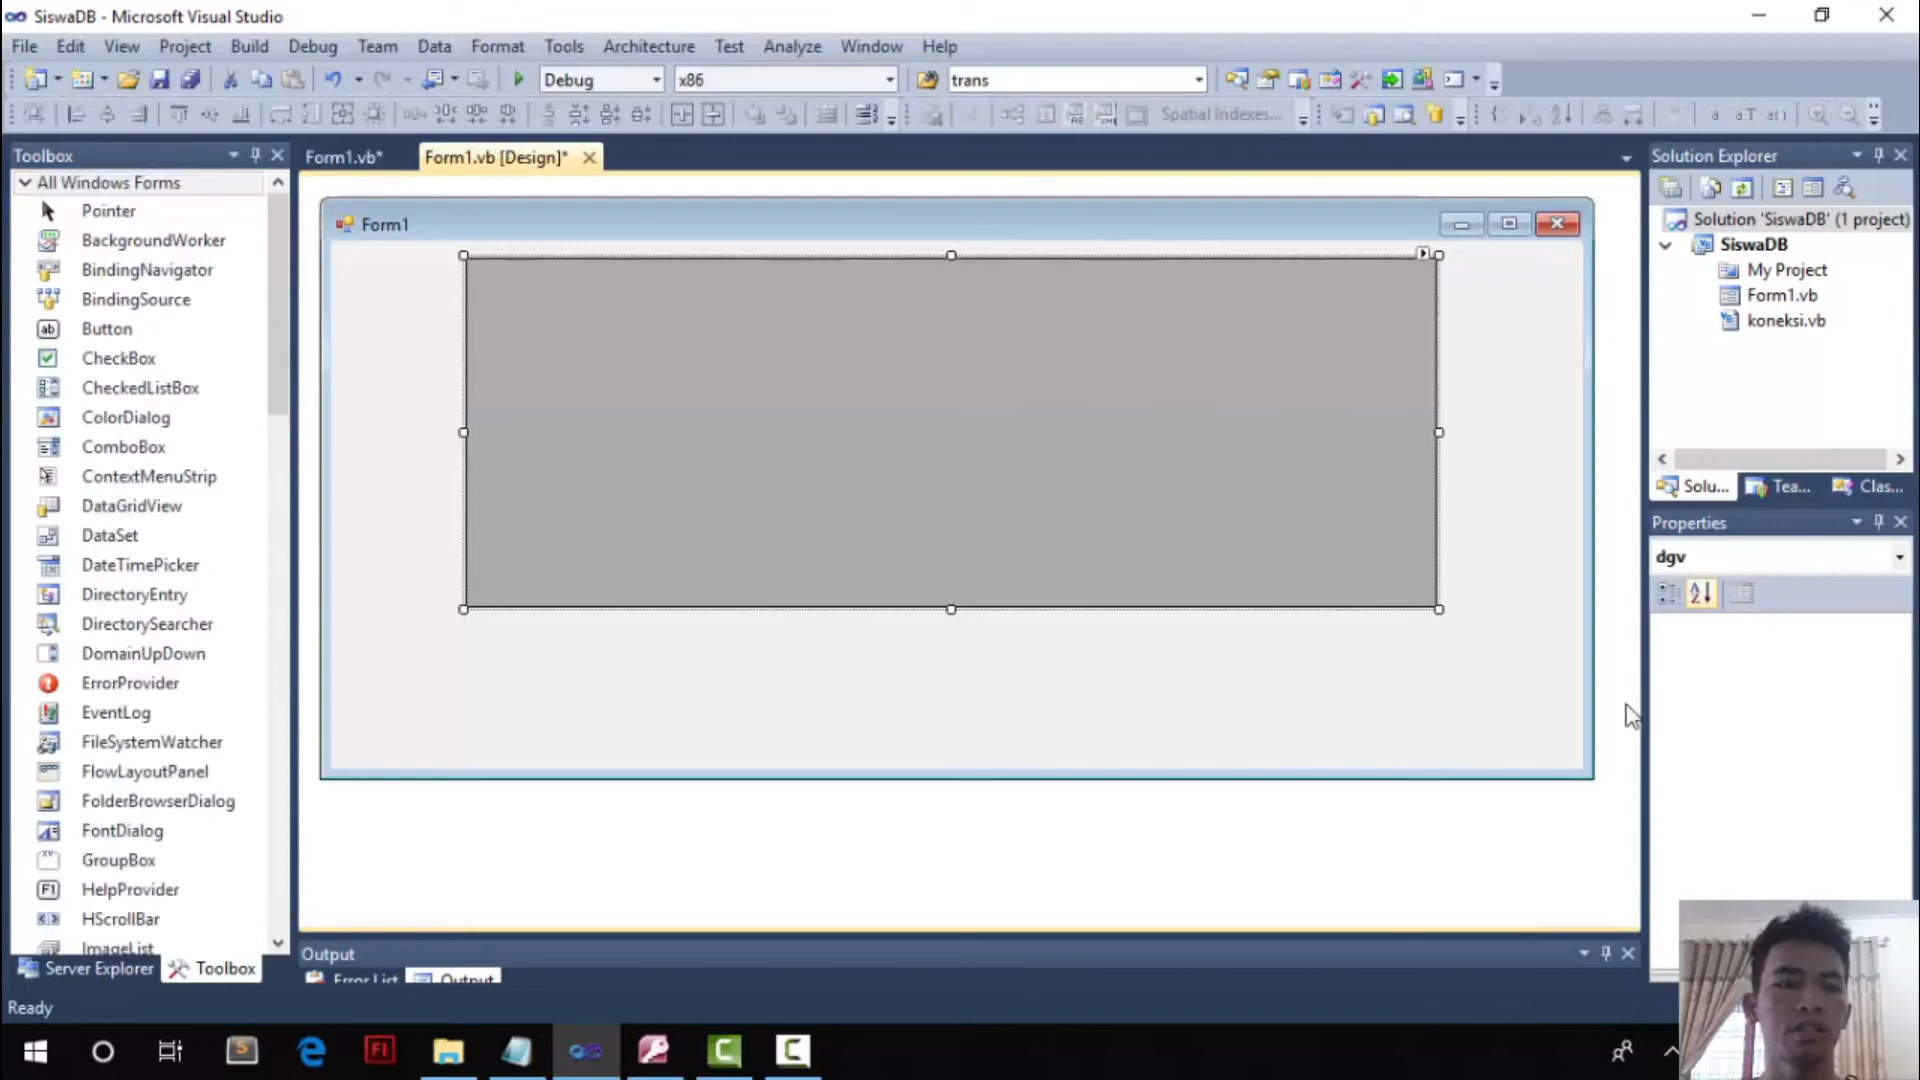 SiswaDB - Microsoft Visual Studio
File Edit View Project Build Debug Team Data Format Tools Architecture Test Analyze Window Help
Debug x86 trans
Spatial Indexes...
Toolbox
All Windows Forms
Pointer
BackgroundWorker
BindingNavigator
BindingSource
Button
CheckBox
CheckedListBox
ColorDialog
ComboBox
ContextMenuStrip
DataGridView
DataSet
DateTimePicker
DirectoryEntry
DirectorySearcher
DomainUpDown
ErrorProvider
EventLog
FileSystemWatcher
FlowLayoutPanel
FolderBrowserDialog
FontDialog
GroupBox
HelpProvider
HScrollBar
ImageList
Server Explorer Toolbox
Form1.vb* Form1.vb [Design]*
Form1
Output
Error List Output
Solution Explorer
Solution 'SiswaDB' (1 project)
SiswaDB
My Project
Form1.vb
koneksi.vb
Solu... Tea... Clas...
Properties
dgv
Ready